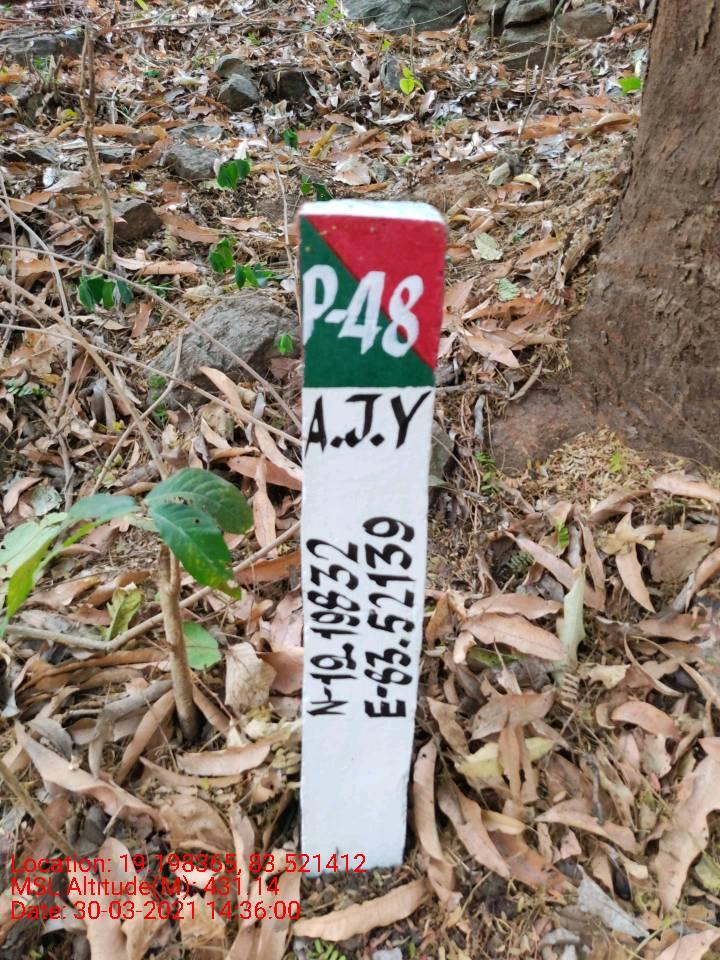 P-48
A.J.Y
N-19.19832
E-83.52139
Location: 19.198365, 83.521412
MSL Altitude(M): 431.14
Date: 30-03-2021 14:36:00